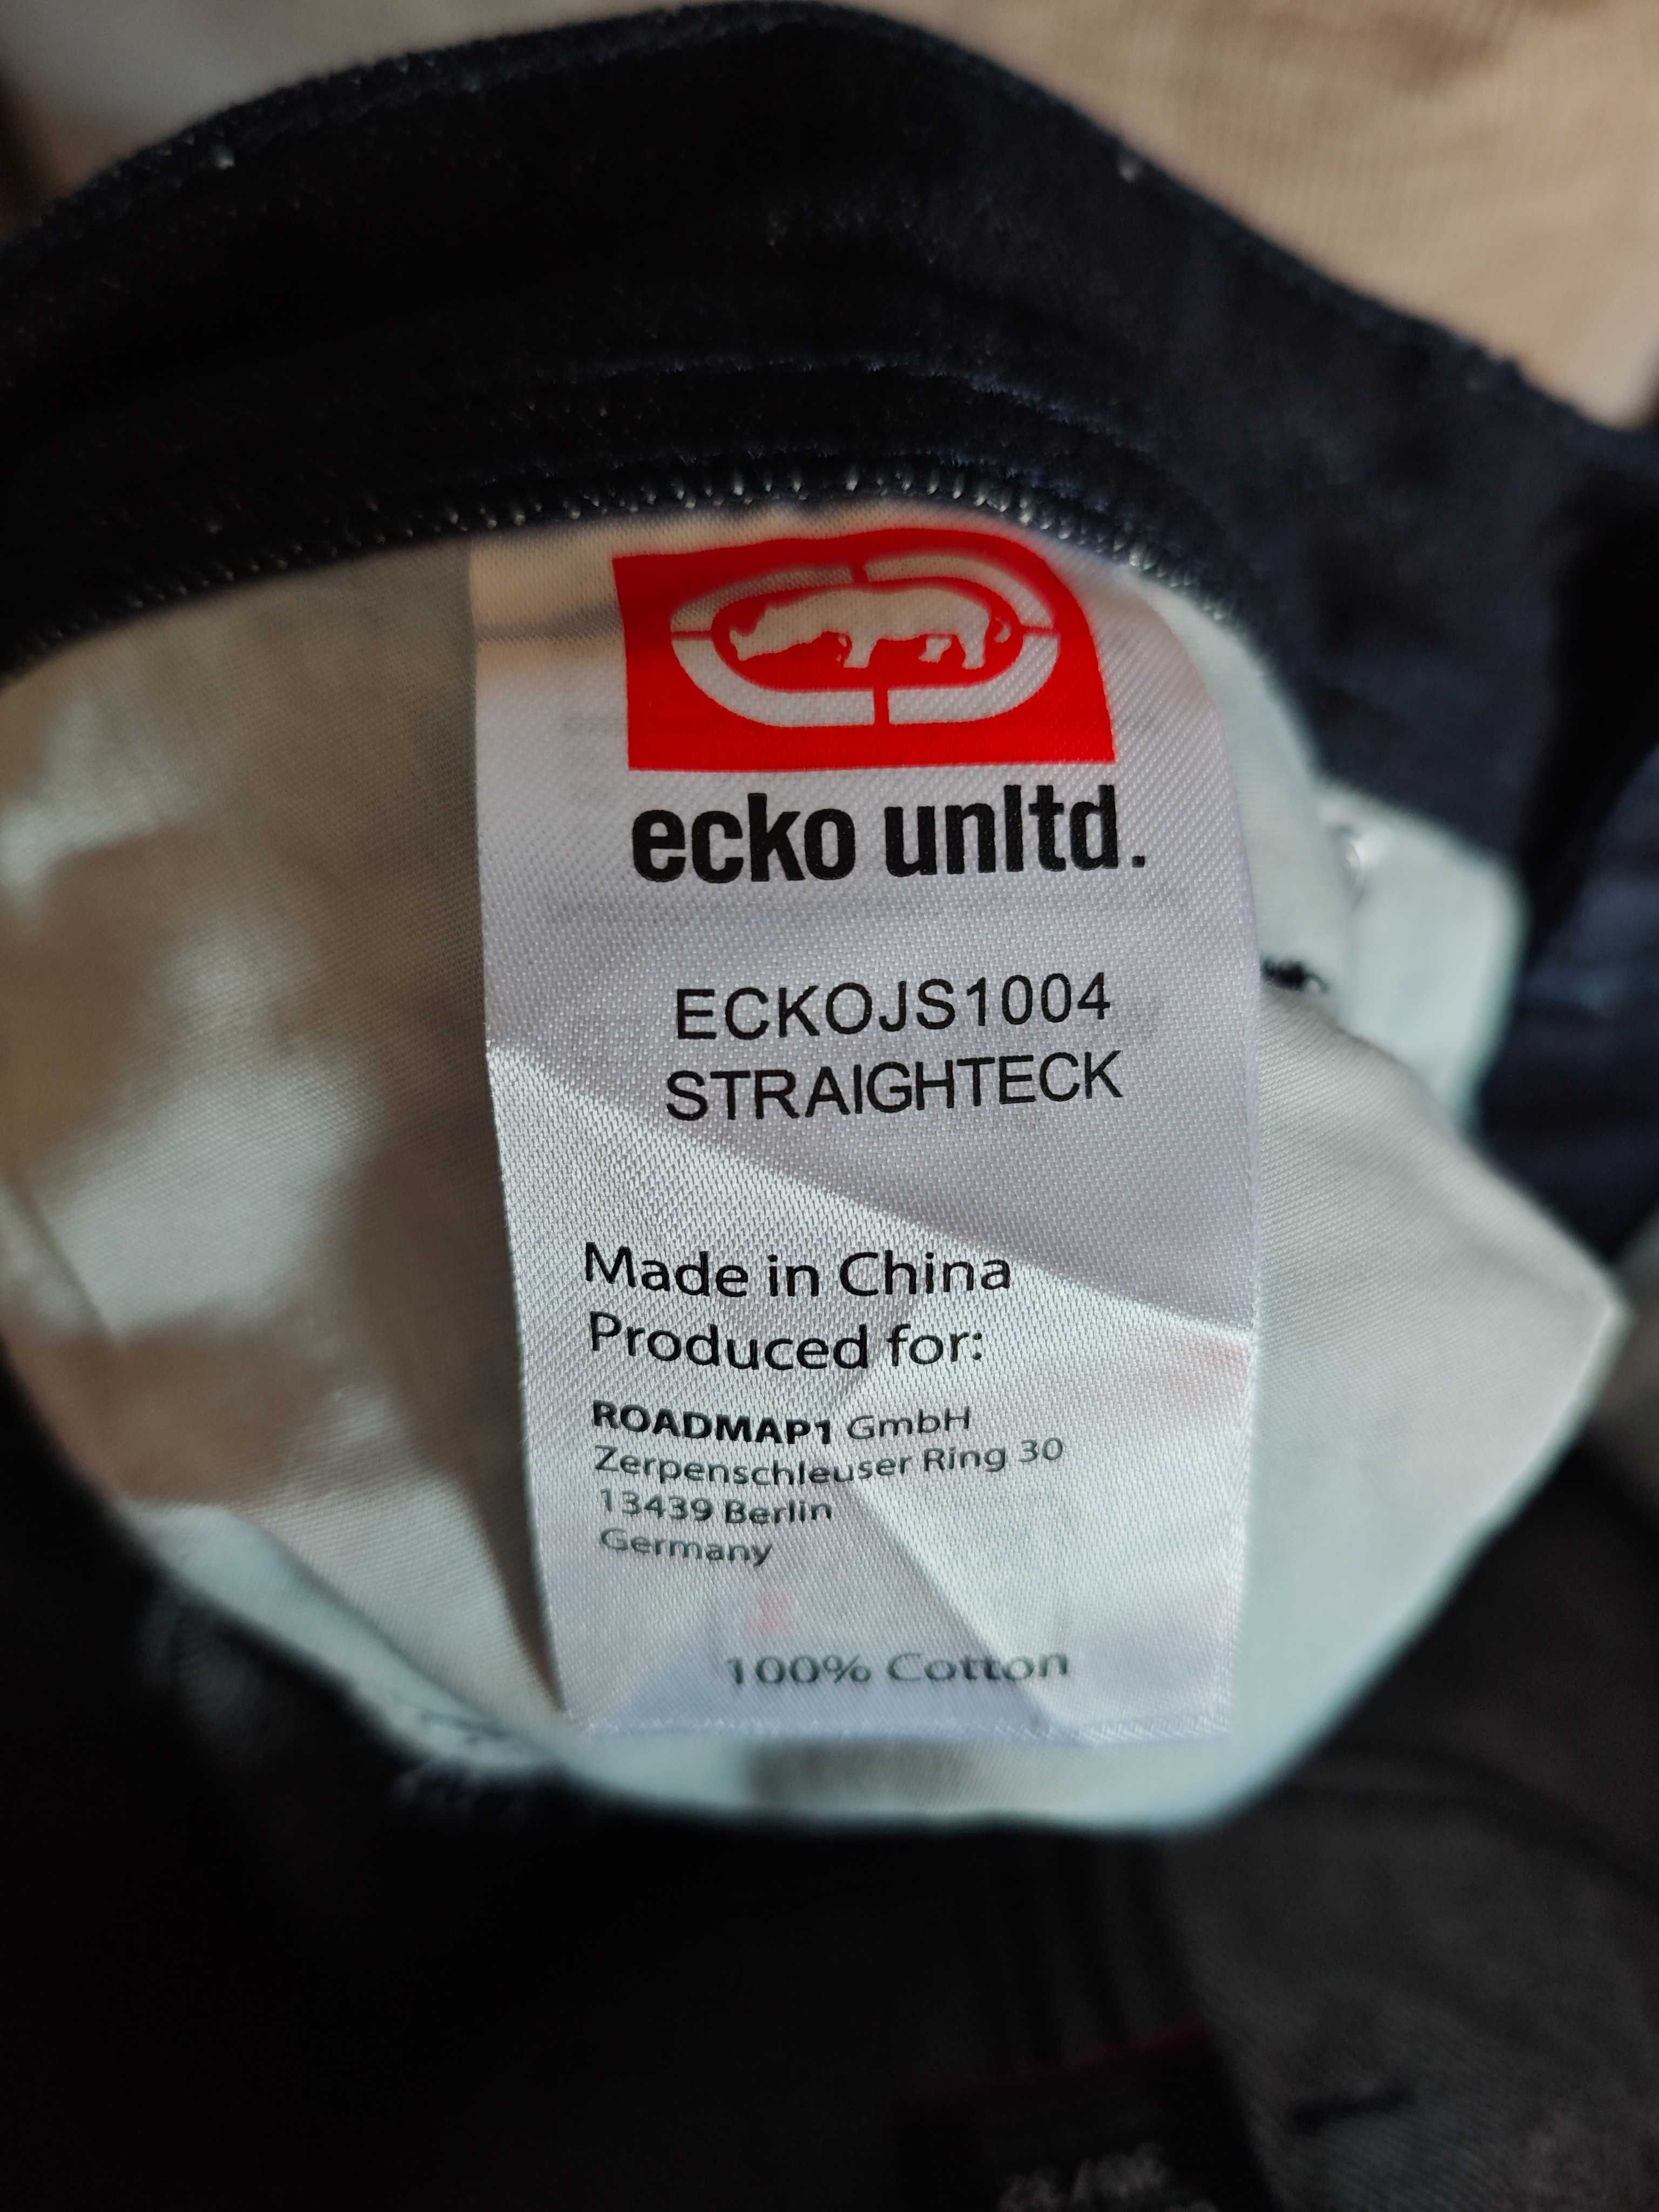 ecko unltd.
ECKOJS1004
STRAIGHTECK
Made in China
Produced for:
ROADMAP1 GmbH
Zerpenschleuser Ring 30
13439 Berlin
Germany
100% Cotton